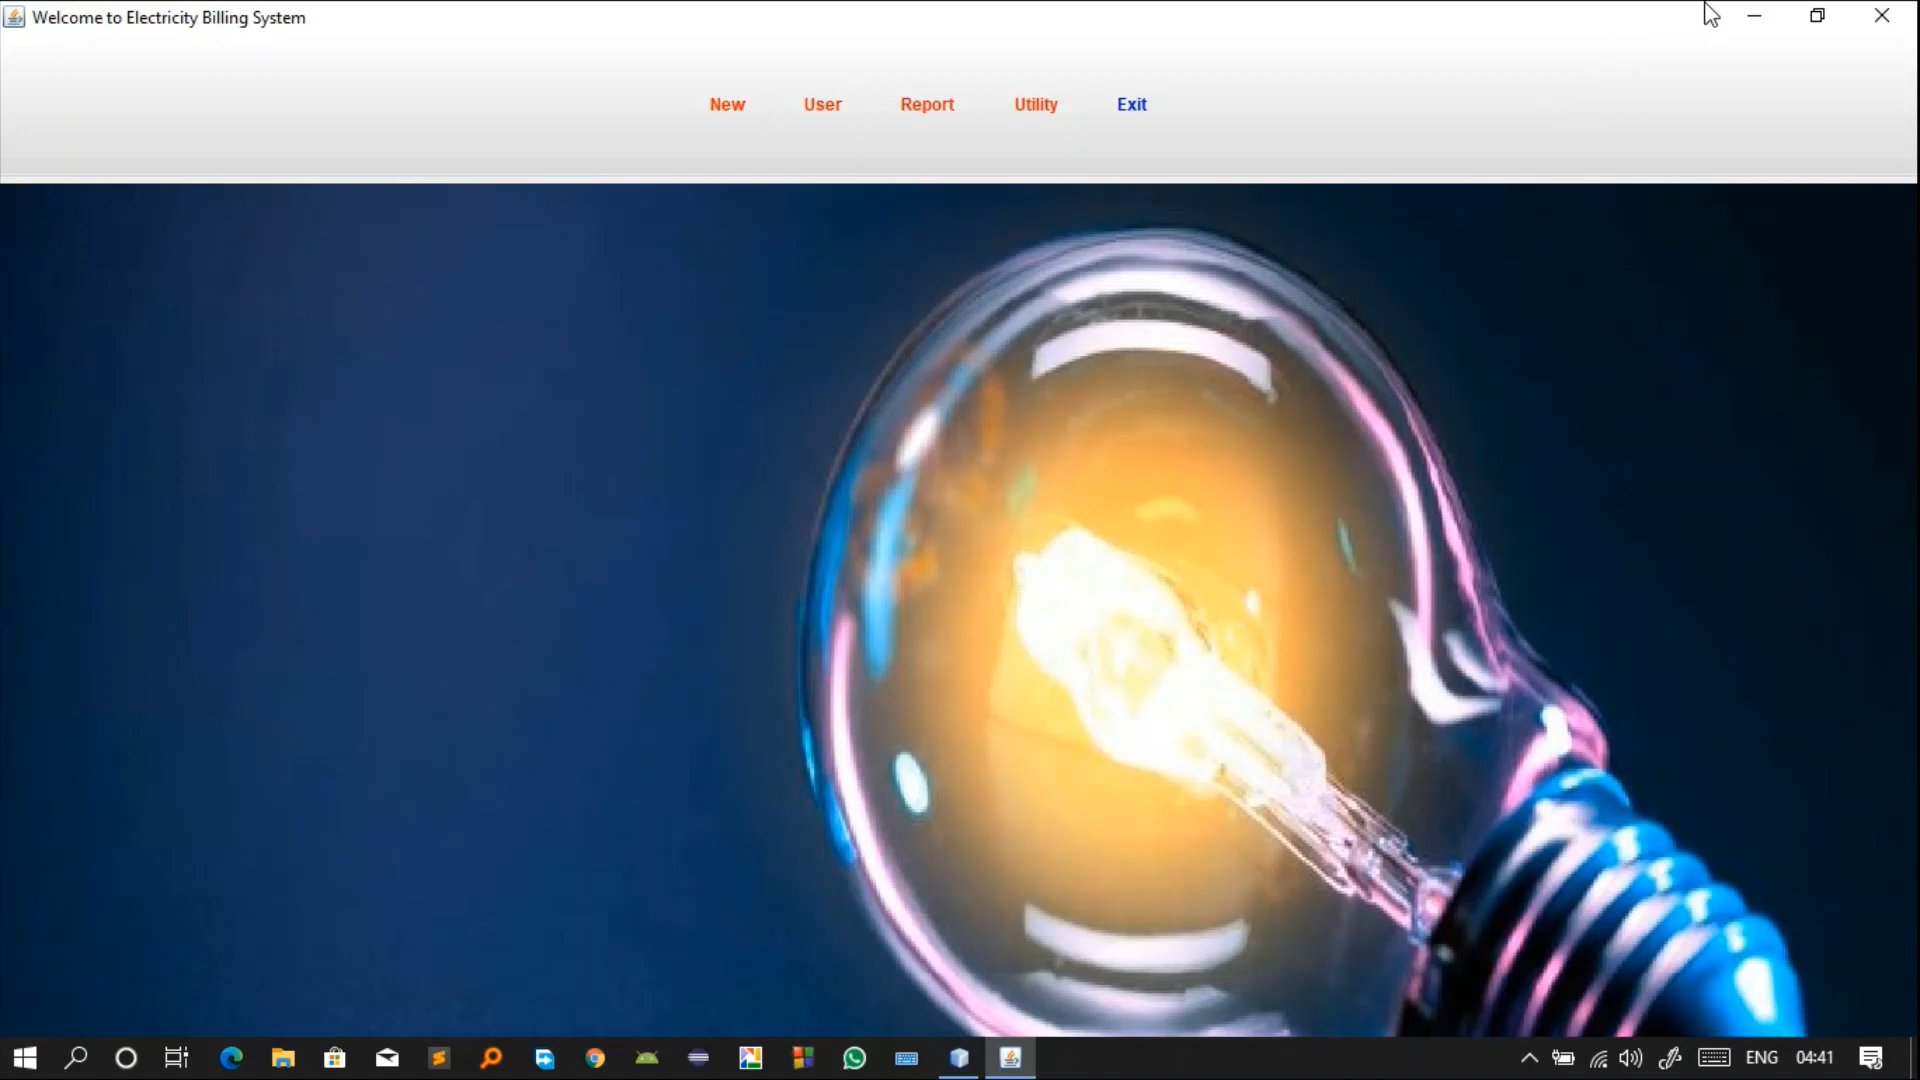 Welcome to Electricity Billing System
New User Report Utility Exit
ENG 04:41